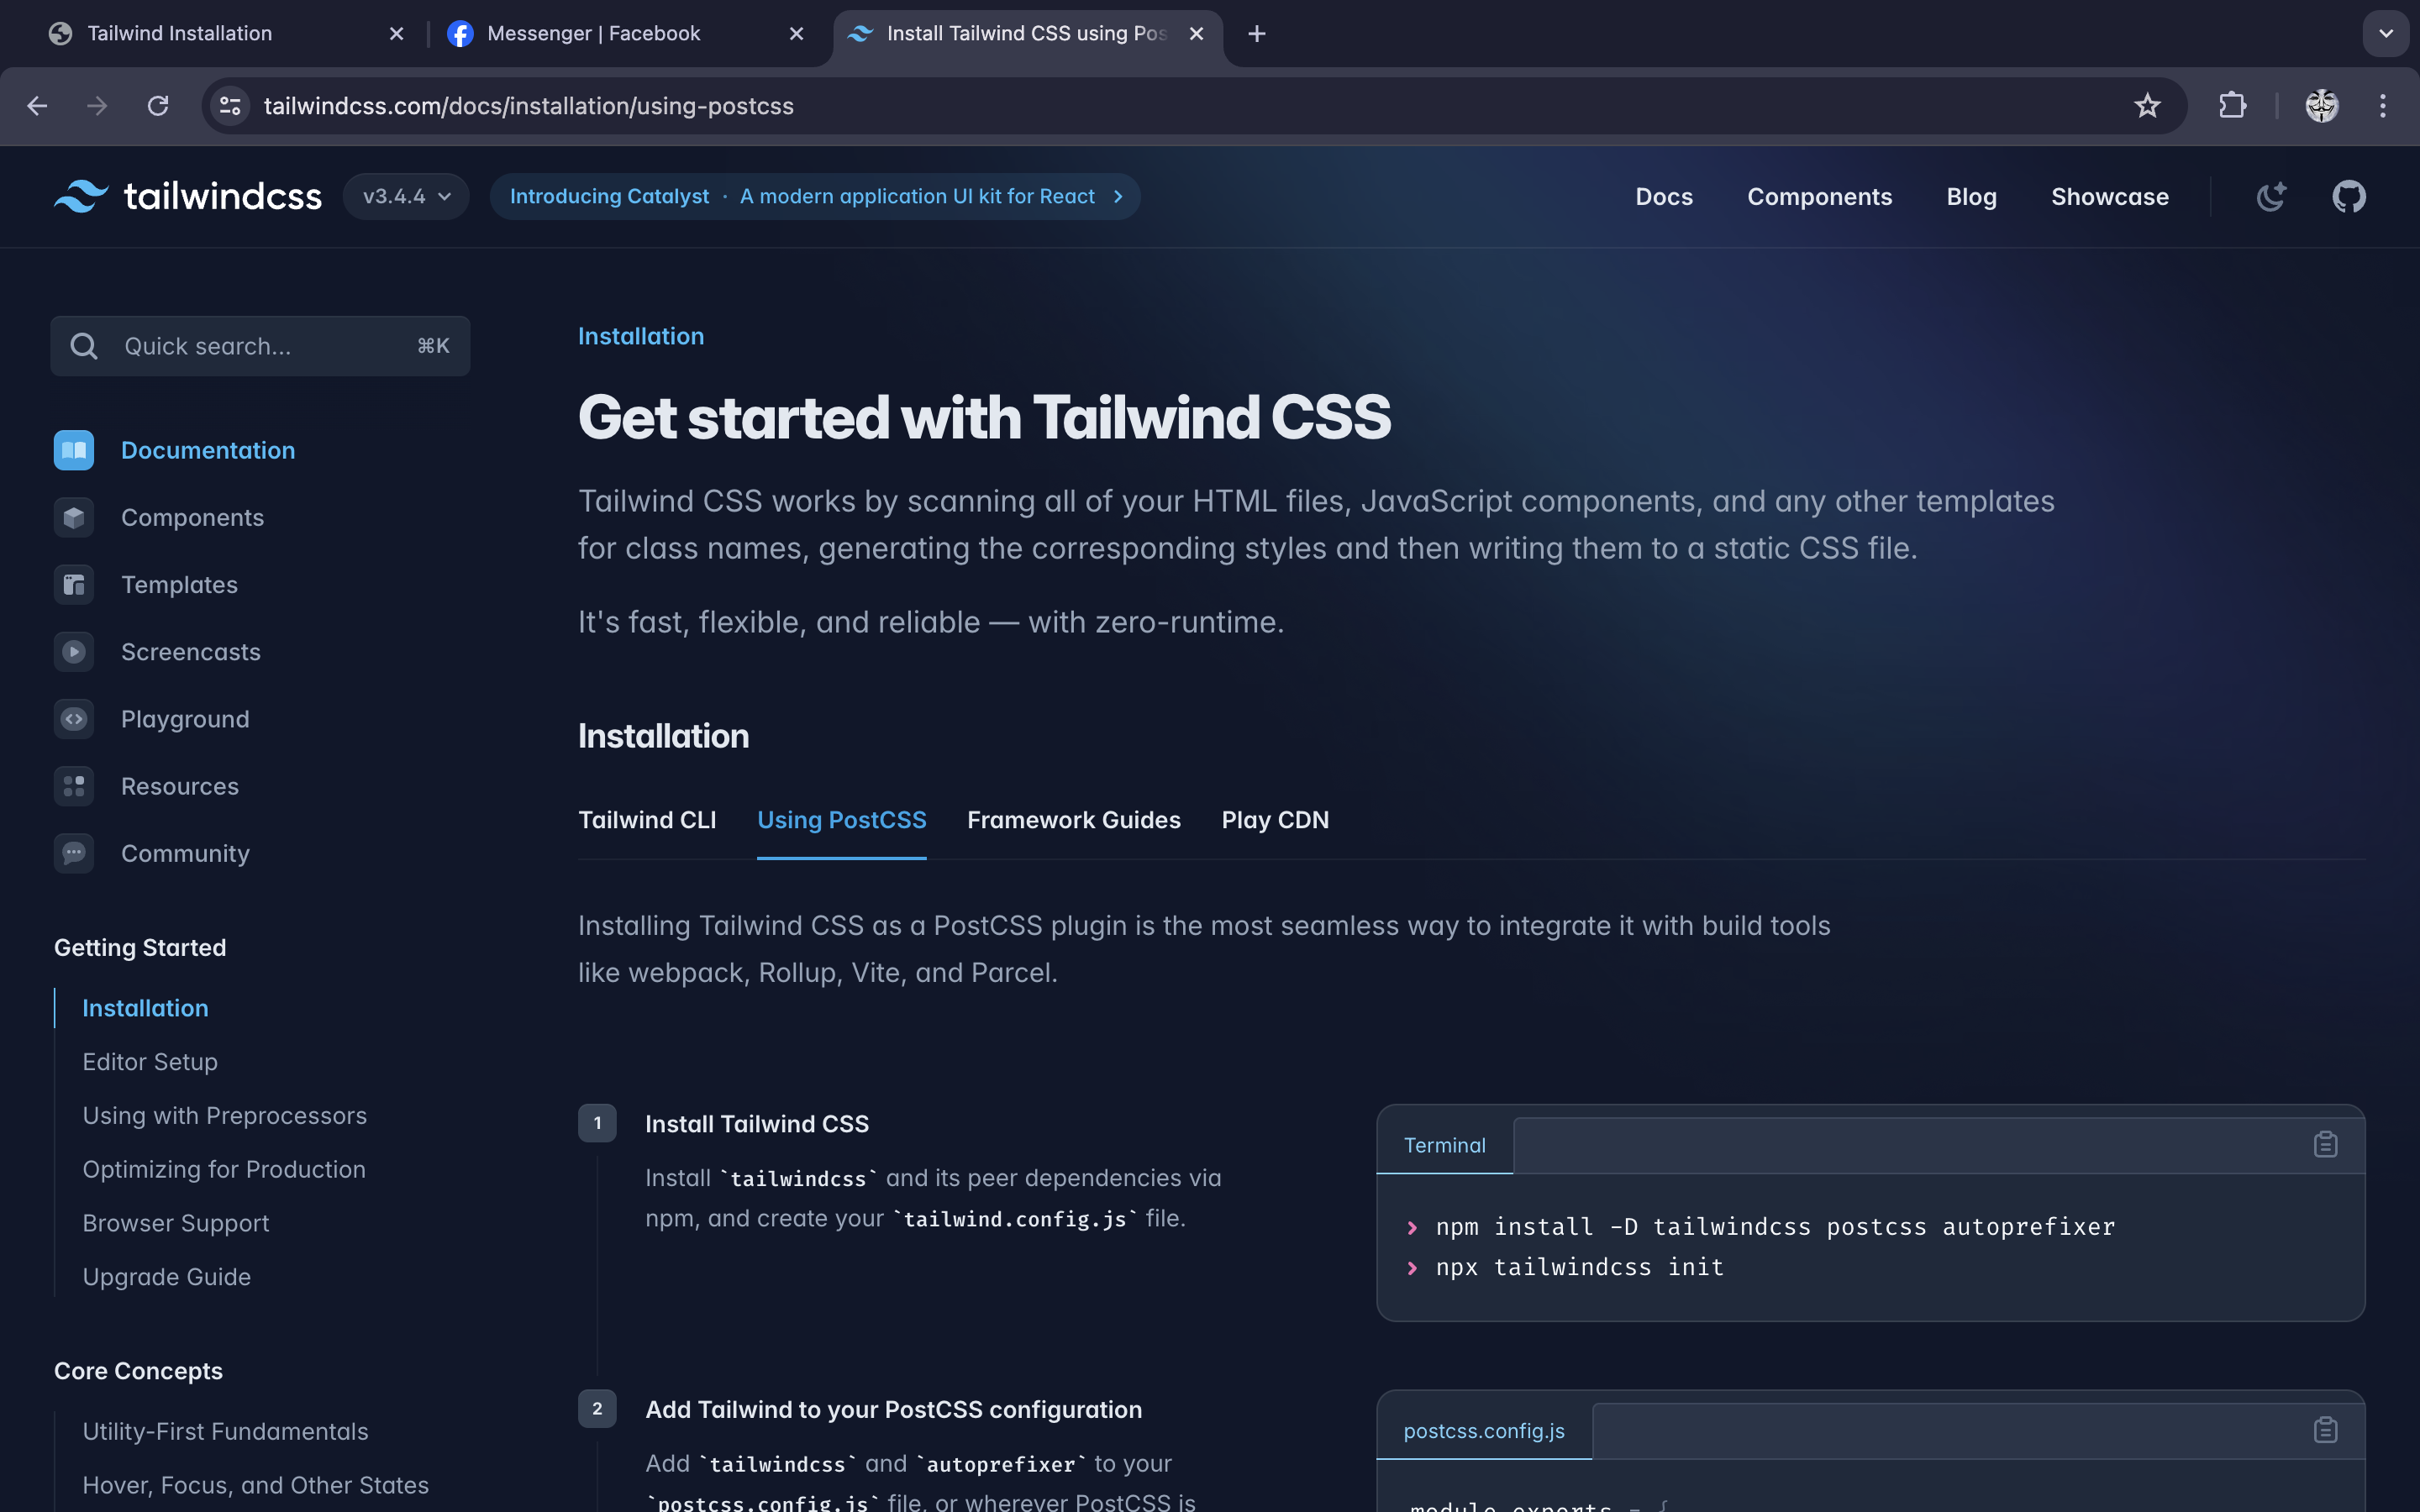 Tailwind Installation
Messenger | Facebook
Install Tailwind CSS using Pos
tailwindcss.com/docs/installation/using-postcss
tailwindcss
v3.4.4
Introducing Catalyst · A modern application UI kit for React
Docs
Components
Blog
Showcase
Quick search...
⌘K
Documentation
Components
Templates
Screencasts
Playground
Resources
Community
Getting Started
Installation
Editor Setup
Using with Preprocessors
Optimizing for Production
Browser Support
Upgrade Guide
Core Concepts
Utility-First Fundamentals
Hover, Focus, and Other States
Installation
Get started with Tailwind CSS
Tailwind CSS works by scanning all of your HTML files, JavaScript components, and any other templates
for class names, generating the corresponding styles and then writing them to a static CSS file.
It's fast, flexible, and reliable — with zero-runtime.
Installation
Tailwind CLI
Using PostCSS
Framework Guides
Play CDN
Installing Tailwind CSS as a PostCSS plugin is the most seamless way to integrate it with build tools
like webpack, Rollup, Vite, and Parcel.
1
Install Tailwind CSS
Install `tailwindcss` and its peer dependencies via
npm, and create your `tailwind.config.js` file.
Terminal
› npm install -D tailwindcss postcss autoprefixer
› npx tailwindcss init
2
Add Tailwind to your PostCSS configuration
Add `tailwindcss` and `autoprefixer` to your
`postcss.config.js` file, or wherever PostCSS is
postcss.config.js
module.exports = {